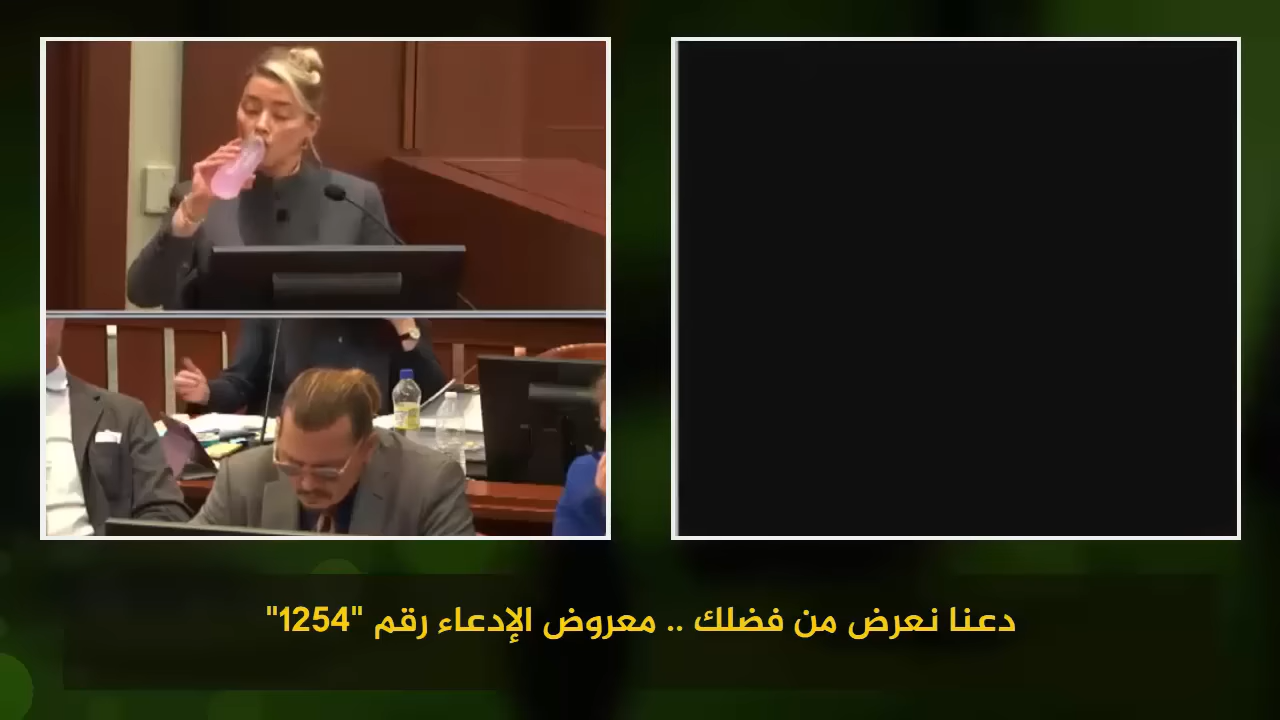 دعنا نعرض من فضلك .. معروض الإدعاء رقم "1254"